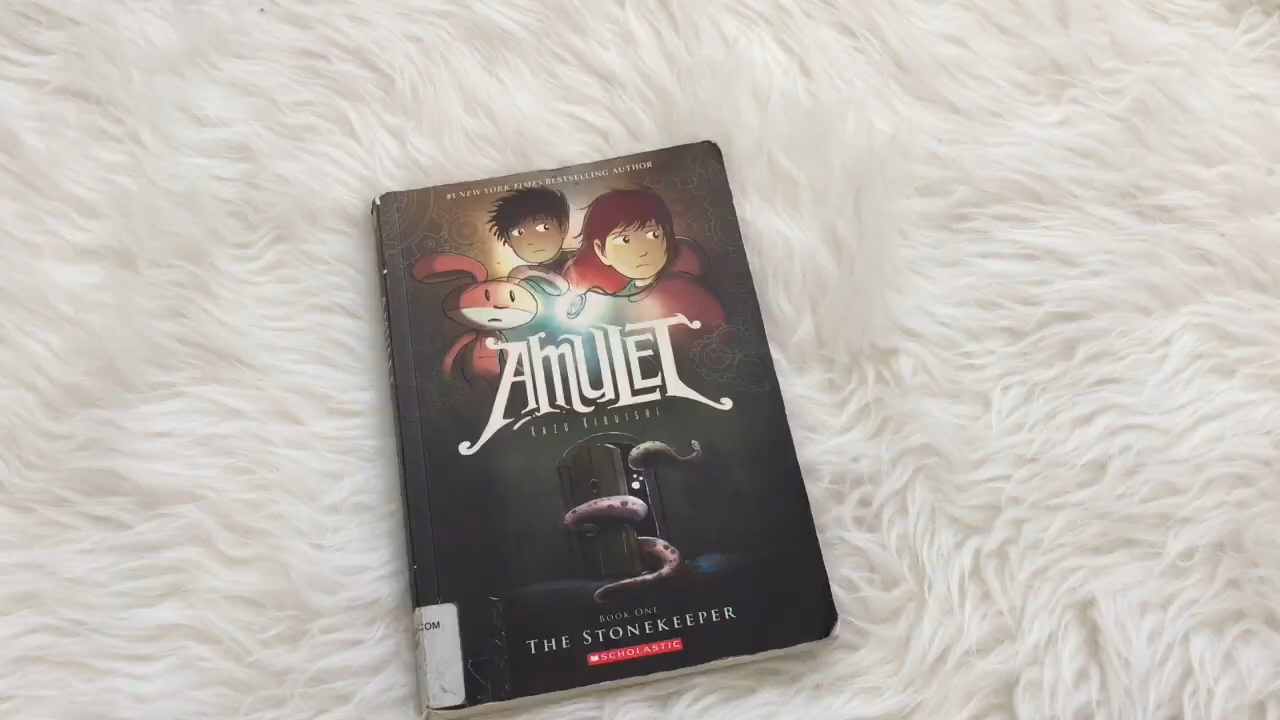 #1 NEW YORK TIMES BESTSELLING AUTHOR
AMULET
KAZU KIBUISHI
BOOK ONE
THE STONEKEEPER
SCHOLASTIC
COM